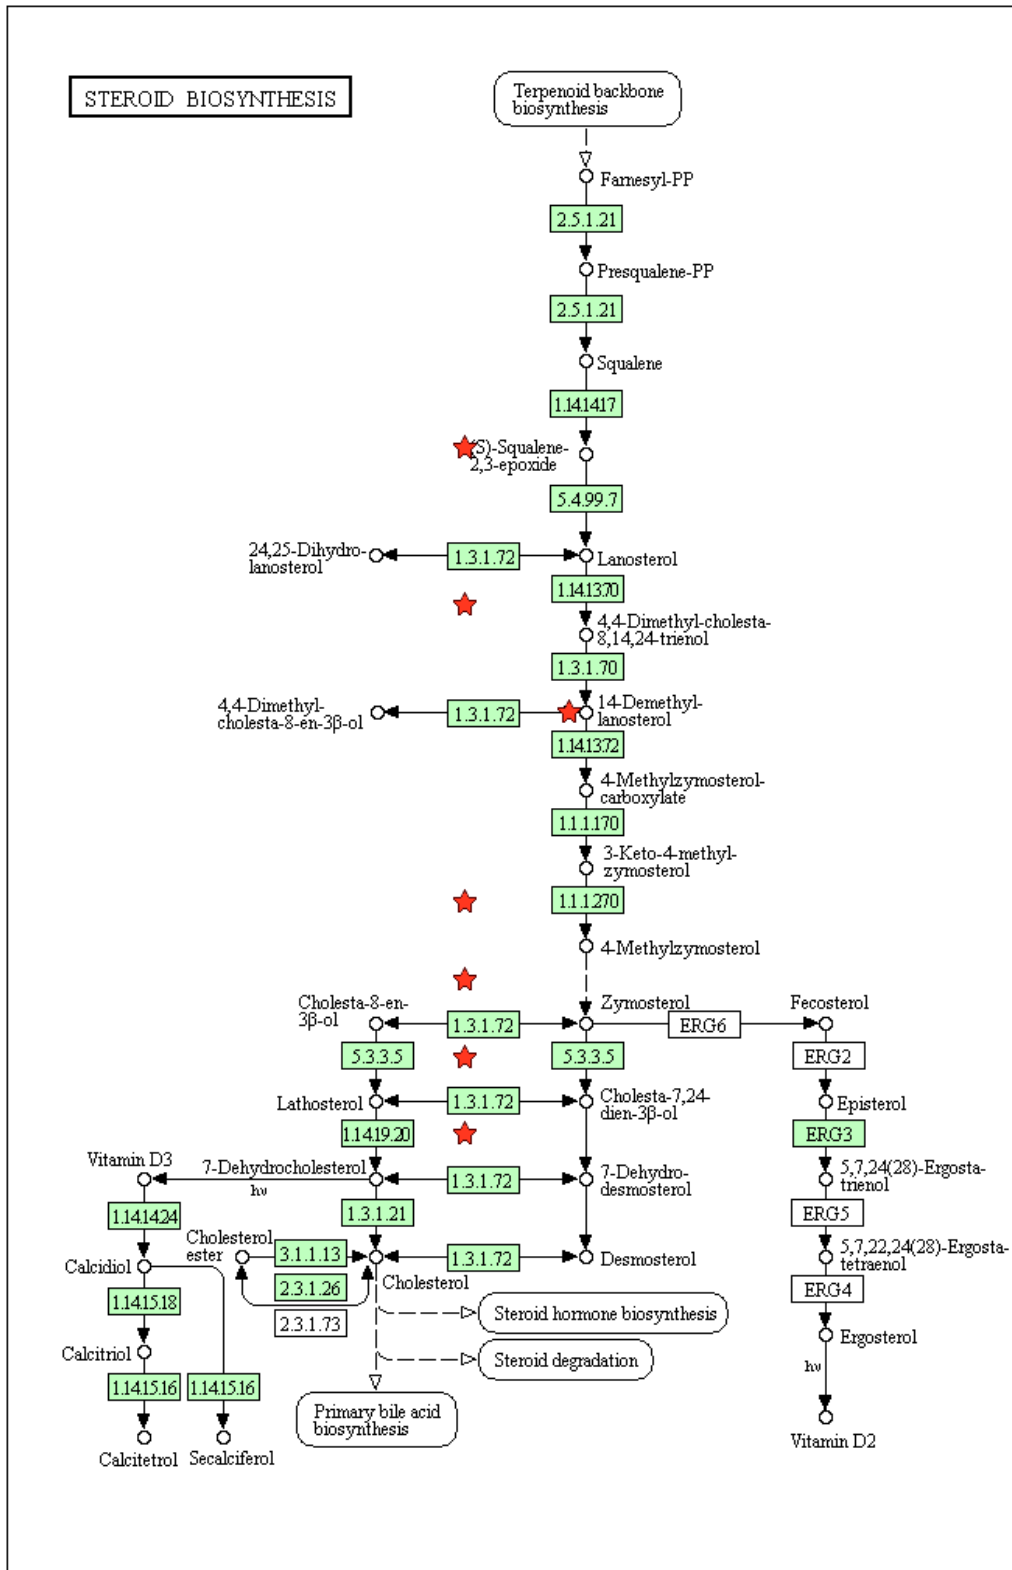 STEROID BIOSYNTHESIS
Terpenoid backbone
biosynthesis
Farnesyl-PP
2.5.1.21
Presqualene-PP
2.5.1.21
Squalene
1.14.14.17
(S)-Squalene-
2,3-epoxide
5.4.99.7
24,25-Dihydro-
lanosterol
1.3.1.72
Lanosterol
1.14.13.70
4,4-Dimethyl-cholesta-
8,14,24-trienol
1.3.1.70
4,4-Dimethyl-
cholesta-8-en-3β-ol
1.3.1.72
14-Demethyl-
lanosterol
1.14.13.72
4-Methylzymosterol-
carboxylate
1.1.1.170
3-Keto-4-methyl-
zymosterol
1.1.1.270
4-Methylzymosterol
Cholesta-8-en-
3β-ol
1.3.1.72
Zymosterol
ERG6
Fecosterol
5.3.3.5
5.3.3.5
ERG2
Lathosterol
1.3.1.72
Cholesta-7,24-
dien-3β-ol
Episterol
1.14.19.20
ERG3
Vitamin D3
7-Dehydrocholesterol
hν
1.3.1.72
7-Dehydro-
desmosterol
5,7,24(28)-Ergosta-
trienol
1.14.14.24
1.3.1.21
ERG5
Cholesterol
ester
3.1.1.13
Cholesterol
1.3.1.72
Desmosterol
5,7,22,24(28)-Ergosta-
tetraenol
Calcidiol
2.3.1.26
2.3.1.73
ERG4
1.14.15.18
Steroid hormone biosynthesis
Ergosterol
Calcitriol
Steroid degradation
hν
1.14.15.16
1.14.15.16
Primary bile acid
biosynthesis
Calcitetrol
Secalciferol
Vitamin D2